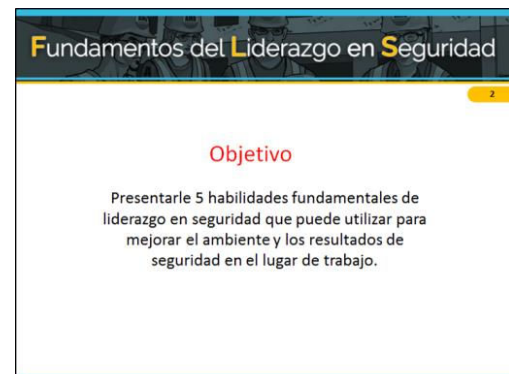 Fundamentos del Liderazgo en Seguridad
2
Objetivo
Presentarle 5 habilidades fundamentales de
liderazgo en seguridad que puede utilizar para
mejorar el ambiente y los resultados de
seguridad en el lugar de trabajo.